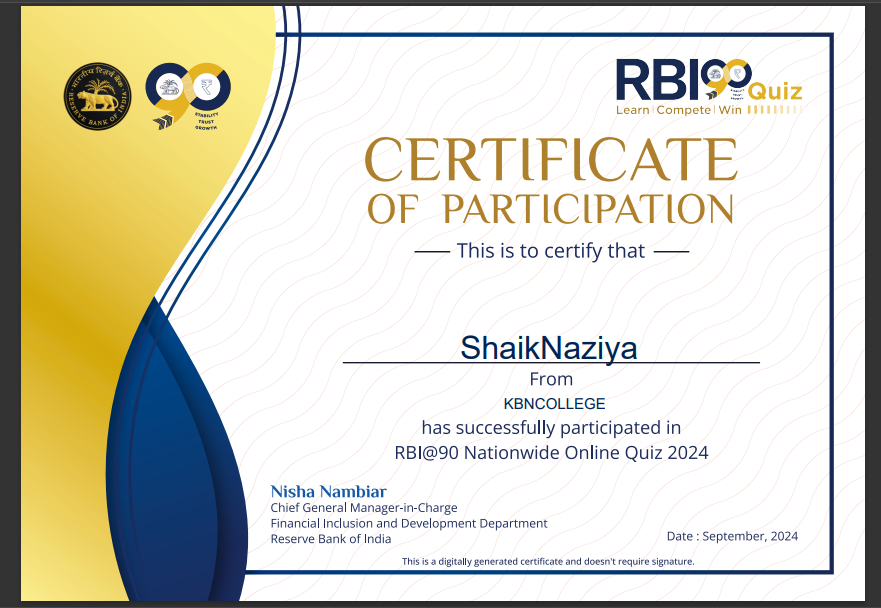 भारतीय रिज़र्व बैंक
RESERVE BANK OF INDIA
90
STABILITY
TRUST
GROWTH
RBI90Quiz
Learn | Compete | Win
CERTIFICATE
OF PARTICIPATION
This is to certify that
ShaikNaziya
From
KBNCOLLEGE
has successfully participated in
RBI@90 Nationwide Online Quiz 2024
Nisha Nambiar
Chief General Manager-in-Charge
Financial Inclusion and Development Department
Reserve Bank of India
Date : September, 2024
This is a digitally generated certificate and doesn't require signature.